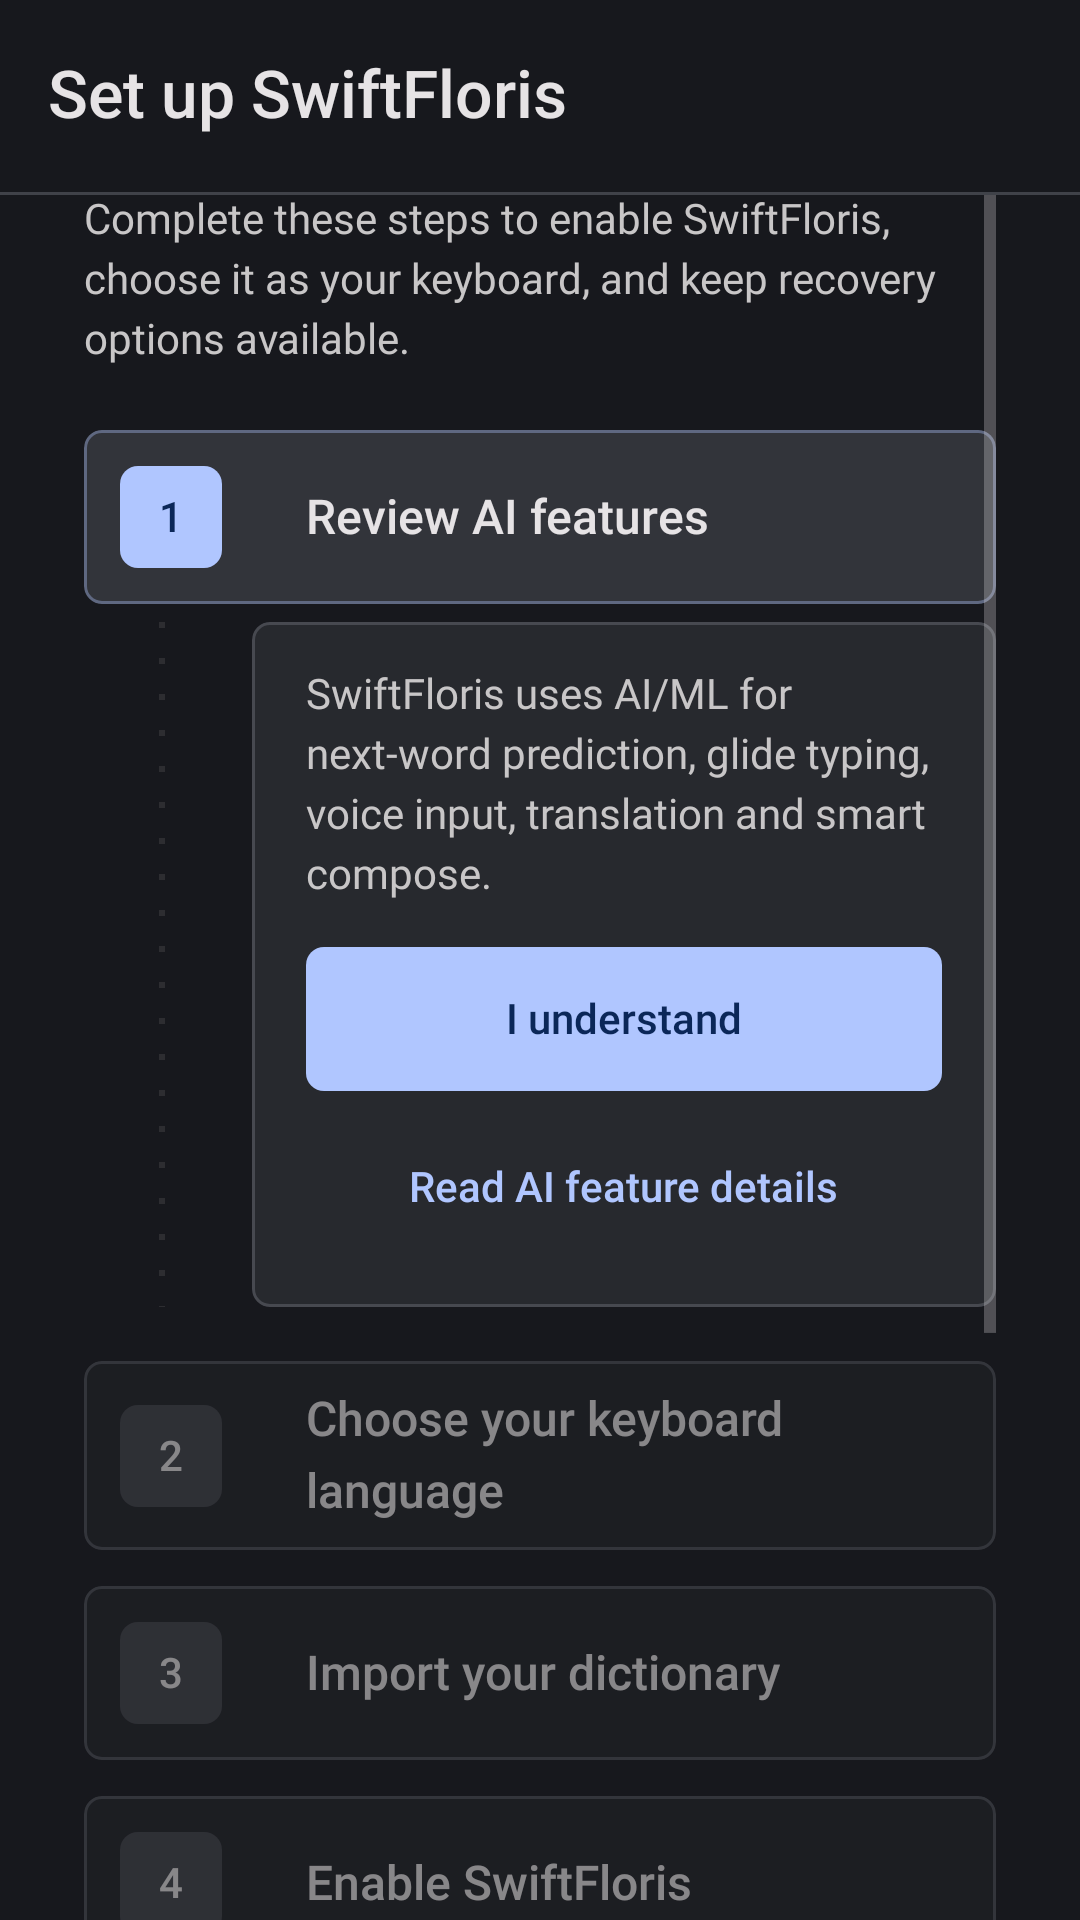 Set up SwiftFloris
Complete these steps to enable SwiftFloris,
choose it as your keyboard, and keep recovery
options available.
1
Review AI features
SwiftFloris uses AI/ML for
next-word prediction, glide typing,
voice input, translation and smart
compose.
I understand
Read AI feature details
2
Choose your keyboard
language
3
Import your dictionary
4
Enable SwiftFloris